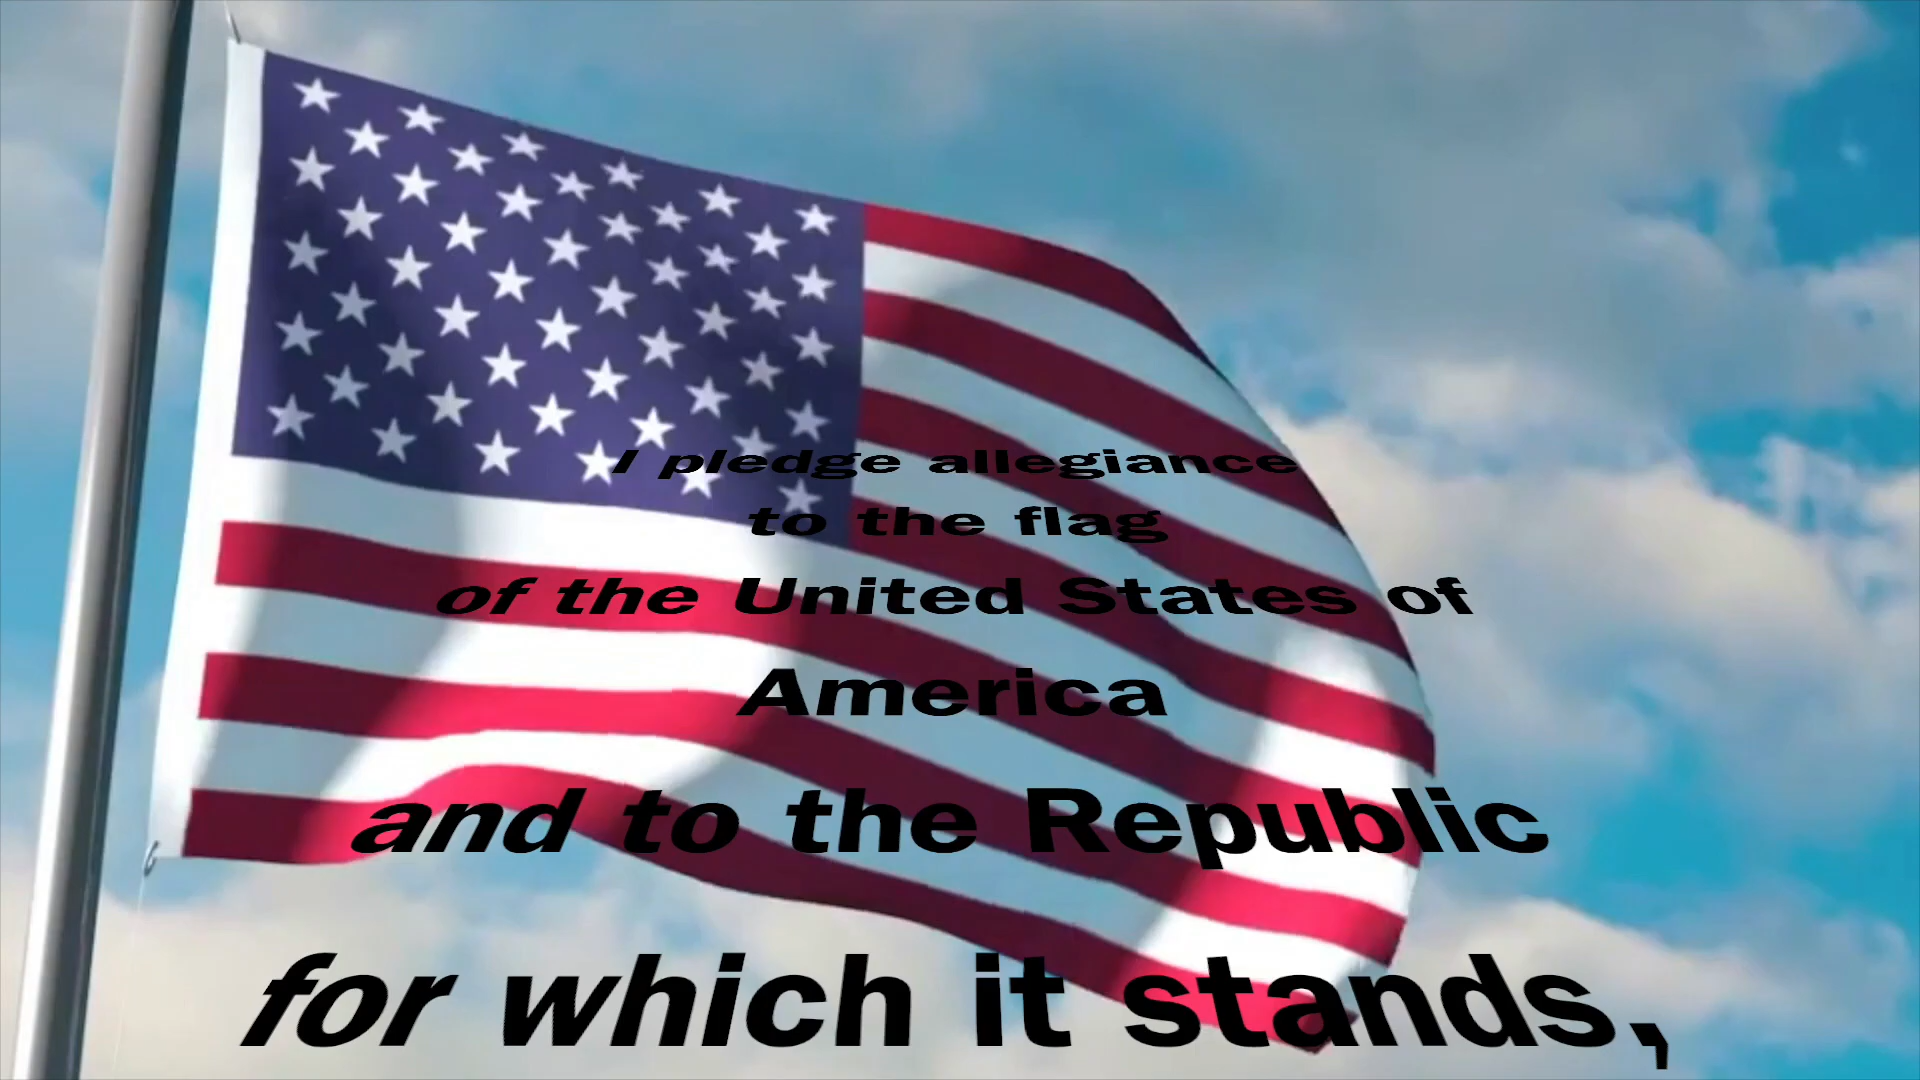 I pledge allegiance
to the flag
of the United States of
America
and to the Republic
for which it stands,